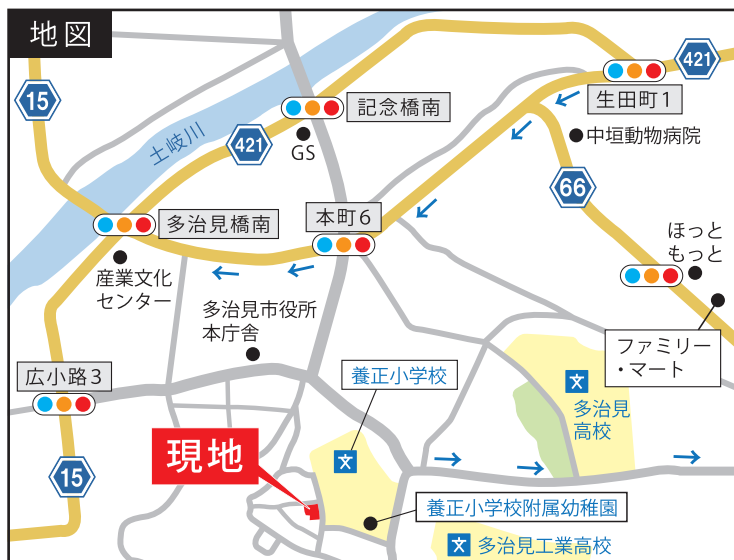 地図
15
421
記念橋南
GS
土岐川
421
生田町1
中垣動物病院
66
多治見橋南
本町6
ほっと
もっと
産業文化
センター
多治見市役所
本庁舎
ファミリー
・マート
広小路3
養正小学校
文
文
多治見
高校
現地
15
養正小学校附属幼稚園
文
多治見工業高校